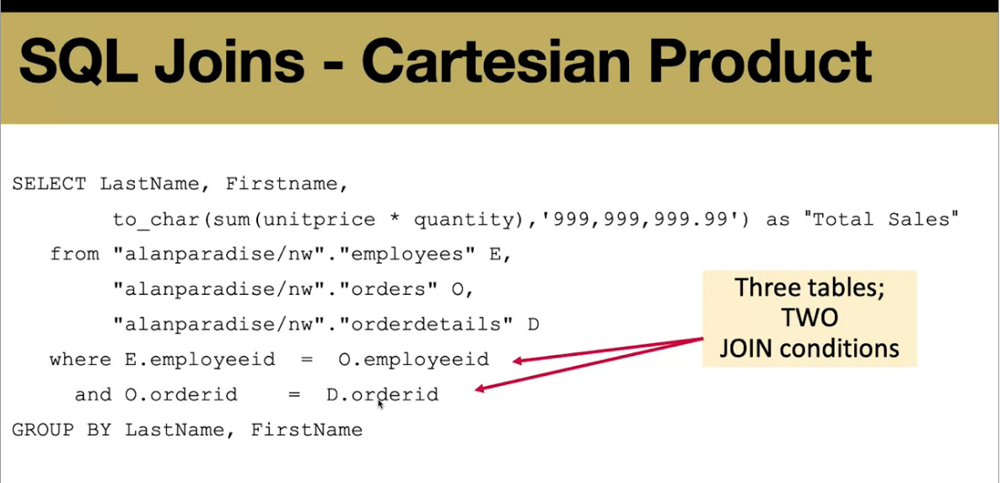 SQL Joins - Cartesian Product
SELECT LastName, Firstname,
to_char(sum(unitprice * quantity),'999,999,999.99') as "Total Sales"
from "alanparadise/nw"."employees" E,
"alanparadise/nw"."orders" O,
"alanparadise/nw"."orderdetails" D
where E.employeeid = O.employeeid
and O.orderid = D.orderid
GROUP BY LastName, FirstName
Three tables;
TWO
JOIN conditions